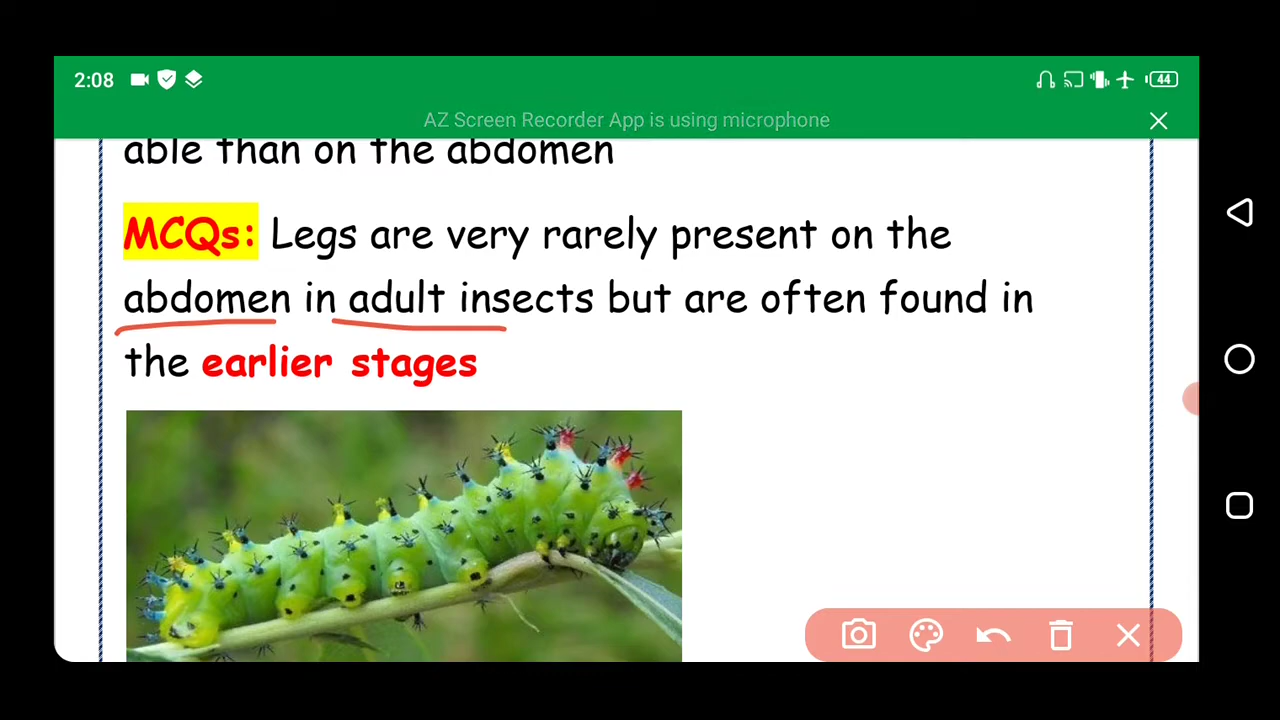 2:08
44
AZ Screen Recorder App is using microphone
able than on the abdomen
MCQs: Legs are very rarely present on the
abdomen in adult insects but are often found in
the earlier stages